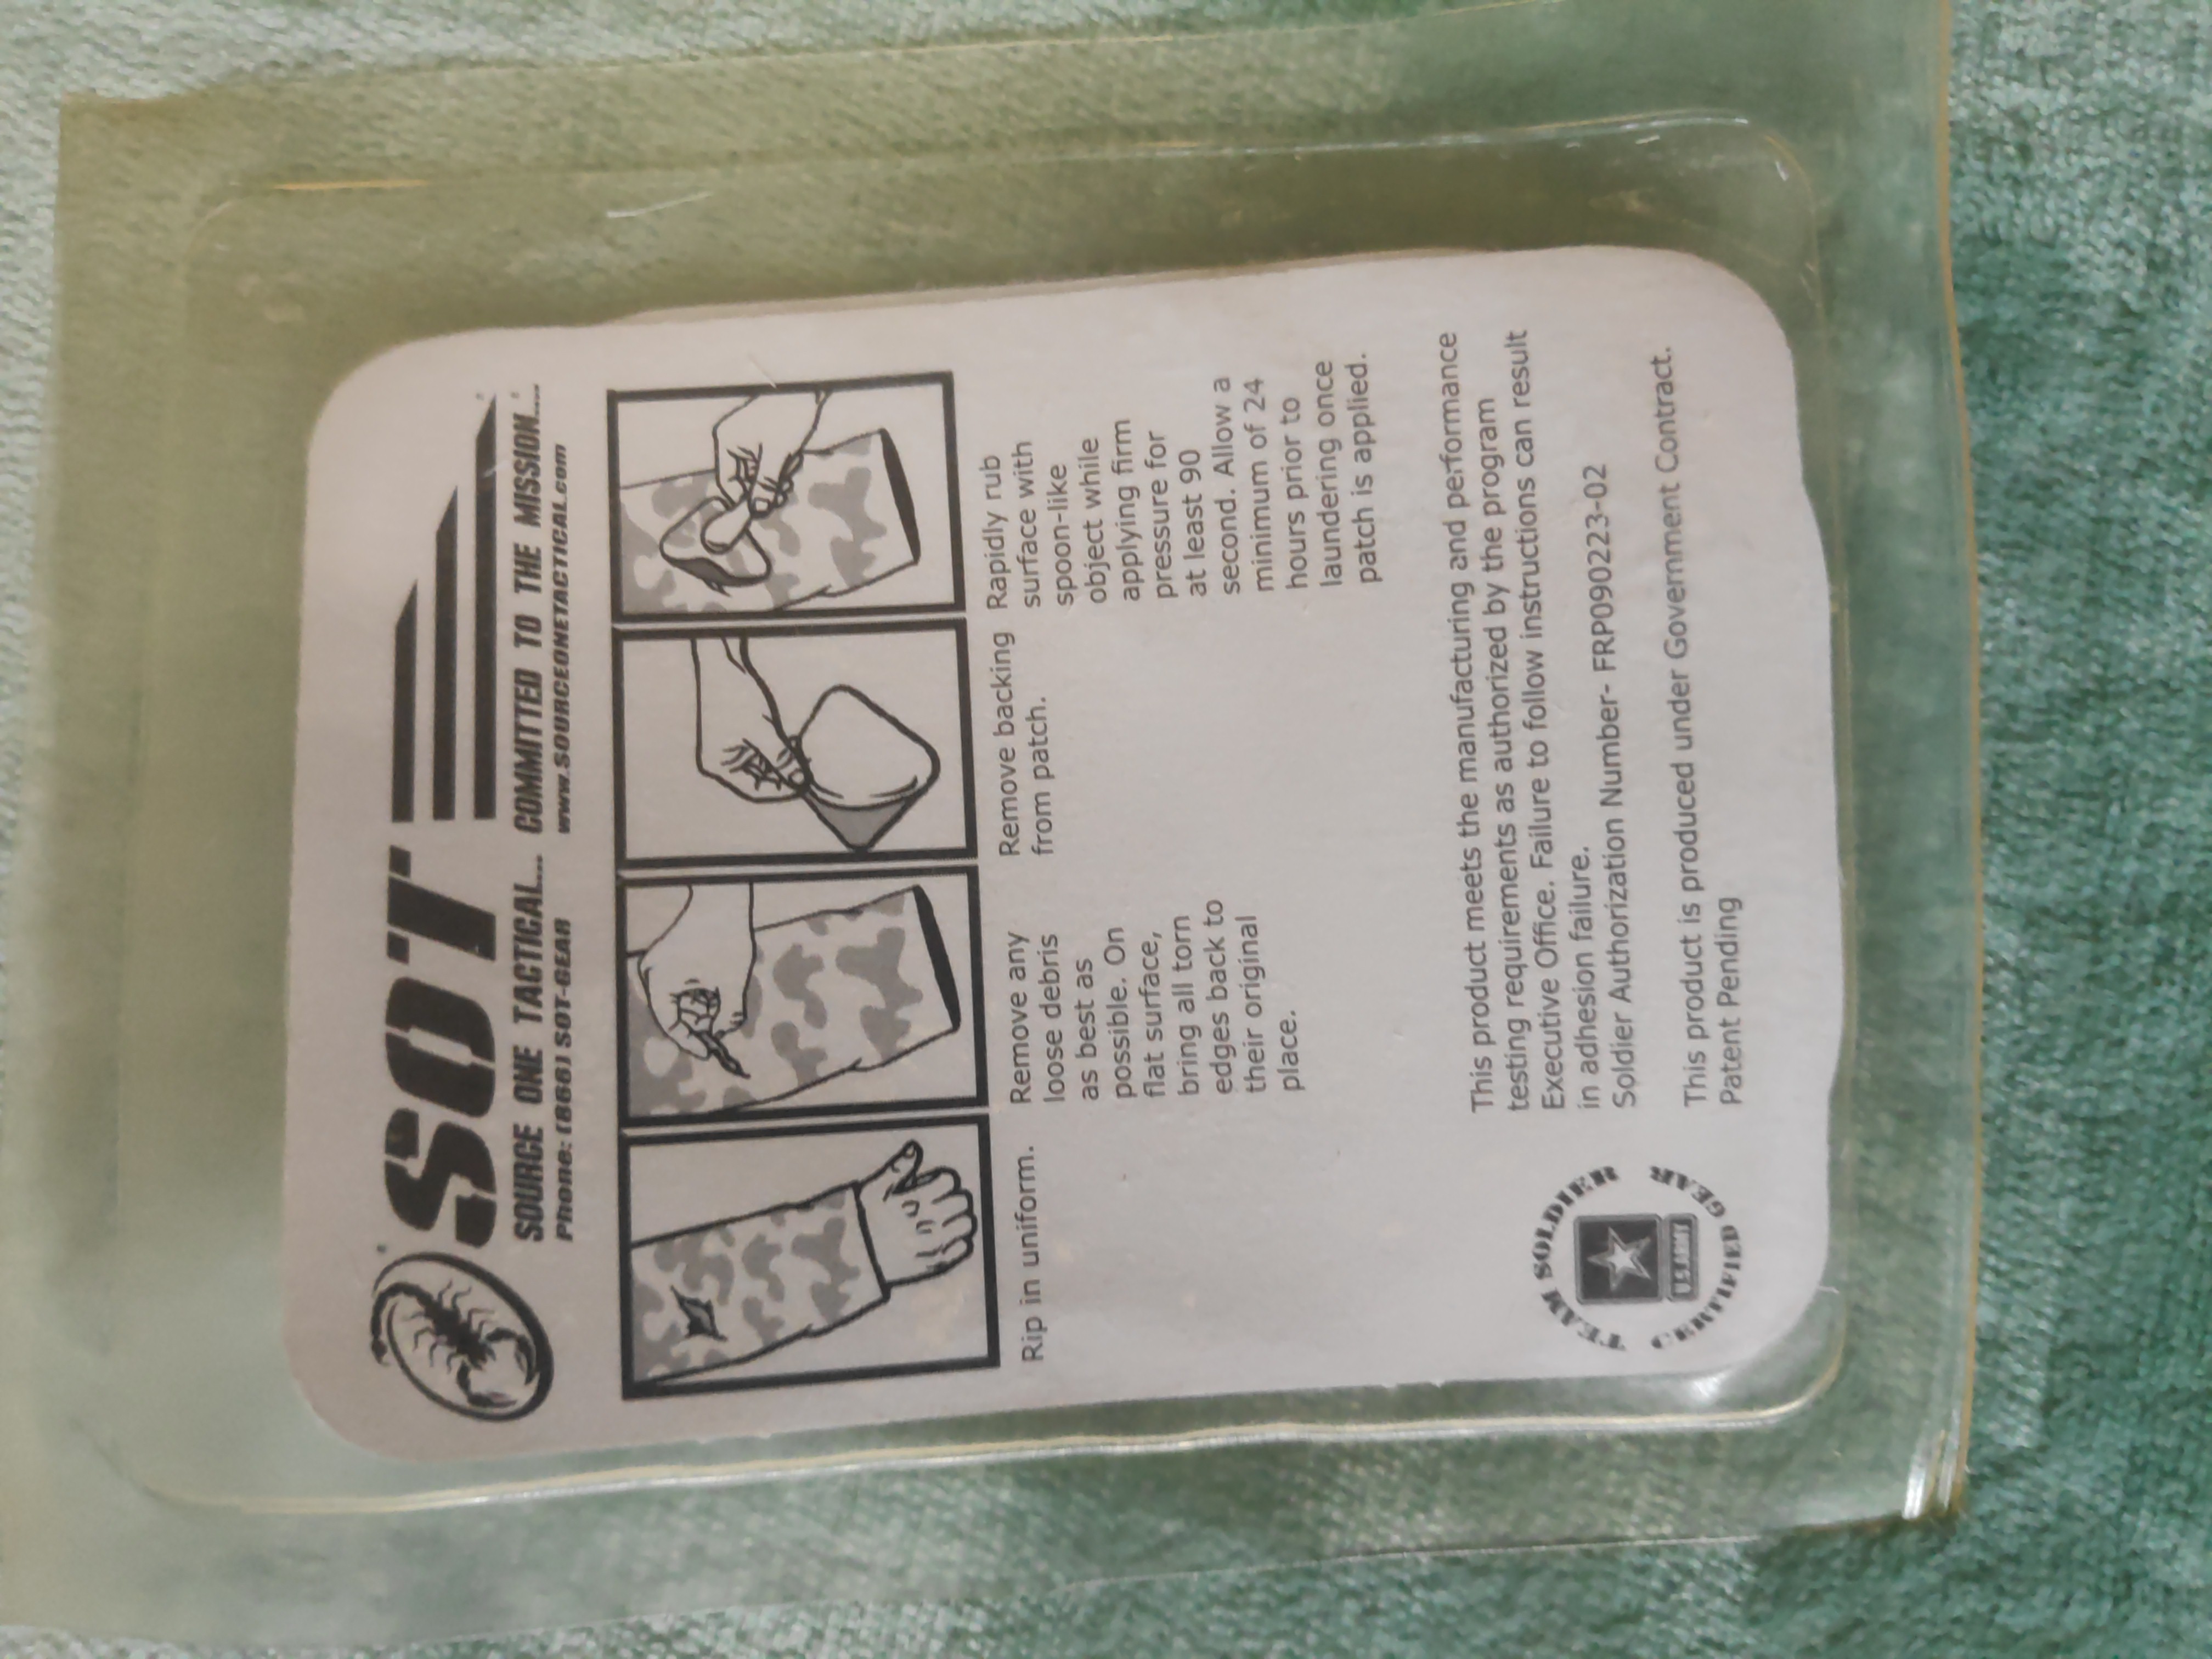 SOT
SOURCE ONE TACTICAL... COMMITTED TO THE MISSION...
Phone: (866) SOT-GEAR www.SOURCEONETACTICAL.com
Rip in uniform.
Remove any
loose debris
as best as
possible. On
flat surface,
bring all torn
edges back to
their original
place.
Remove backing
from patch.
Rapidly rub
surface with
spoon-like
object while
applying firm
pressure for
at least 90
second. Allow a
minimum of 24
hours prior to
laundering once
patch is applied.
TEAM SOLDIER
U.S.ARMY
CERTIFIED GEAR
This product meets the manufacturing and performance
testing requirements as authorized by the program
Executive Office. Failure to follow instructions can result
in adhesion failure.
Soldier Authorization Number- FRP090223-02
This product is produced under Government Contract.
Patent Pending